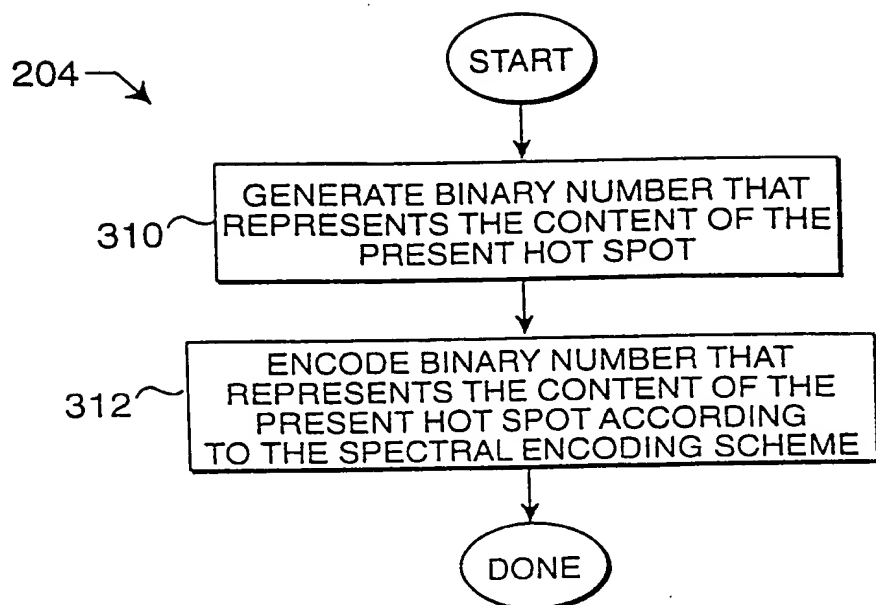 START
204
GENERATE BINARY NUMBER THAT
REPRESENTS THE CONTENT OF THE
PRESENT HOT SPOT
310
ENCODE BINARY NUMBER THAT
REPRESENTS THE CONTENT OF THE
PRESENT HOT SPOT ACCORDING
TO THE SPECTRAL ENCODING SCHEME
312
DONE